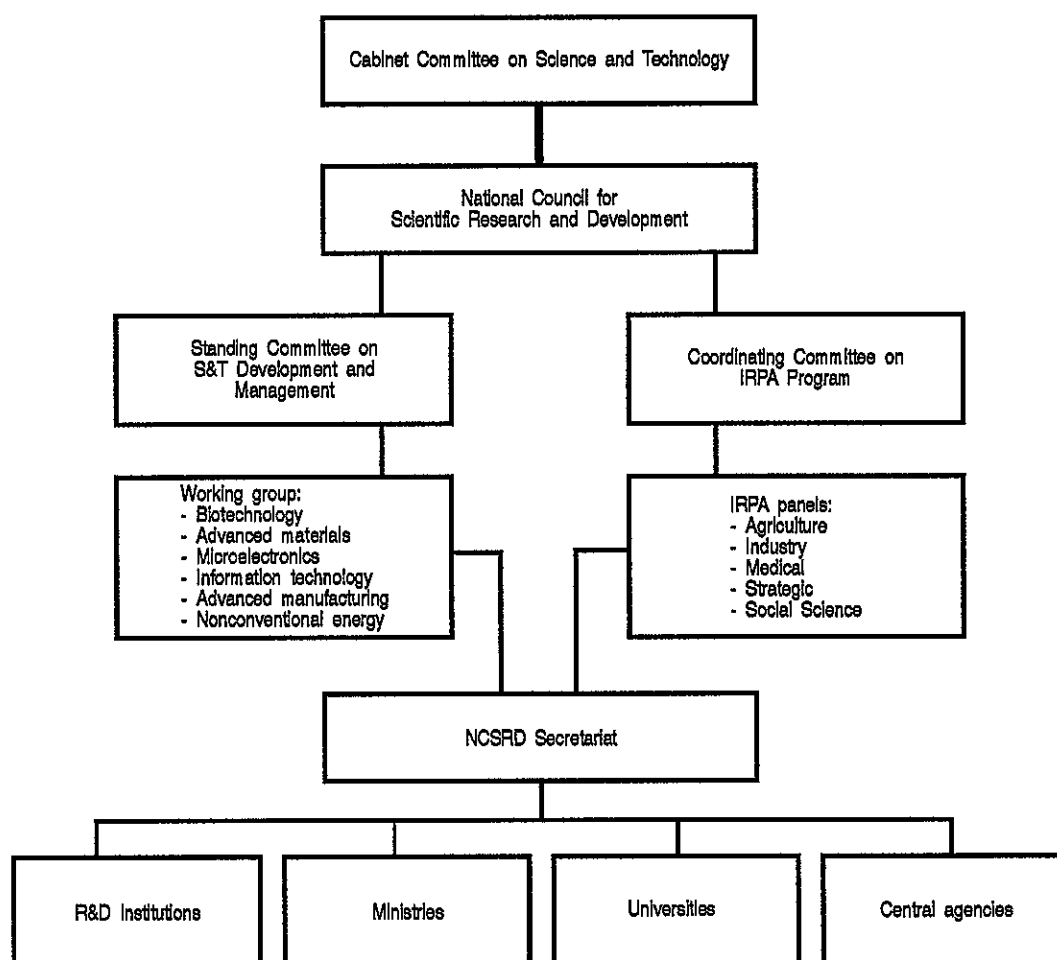 Cabinet Committee on Science and Technology
National Council for
Scientific Research and Development
Standing Committee on
S&T Development and
Management
Coordinating Committee on
IRPA Program
Working group:
- Biotechnology
- Advanced materials
- Microelectronics
- Information technology
- Advanced manufacturing
- Nonconventional energy
IRPA panels:
- Agriculture
- Industry
- Medical
- Strategic
- Social Science
NCSRD Secretariat
R&D Institutions
Ministries
Universities
Central agencies